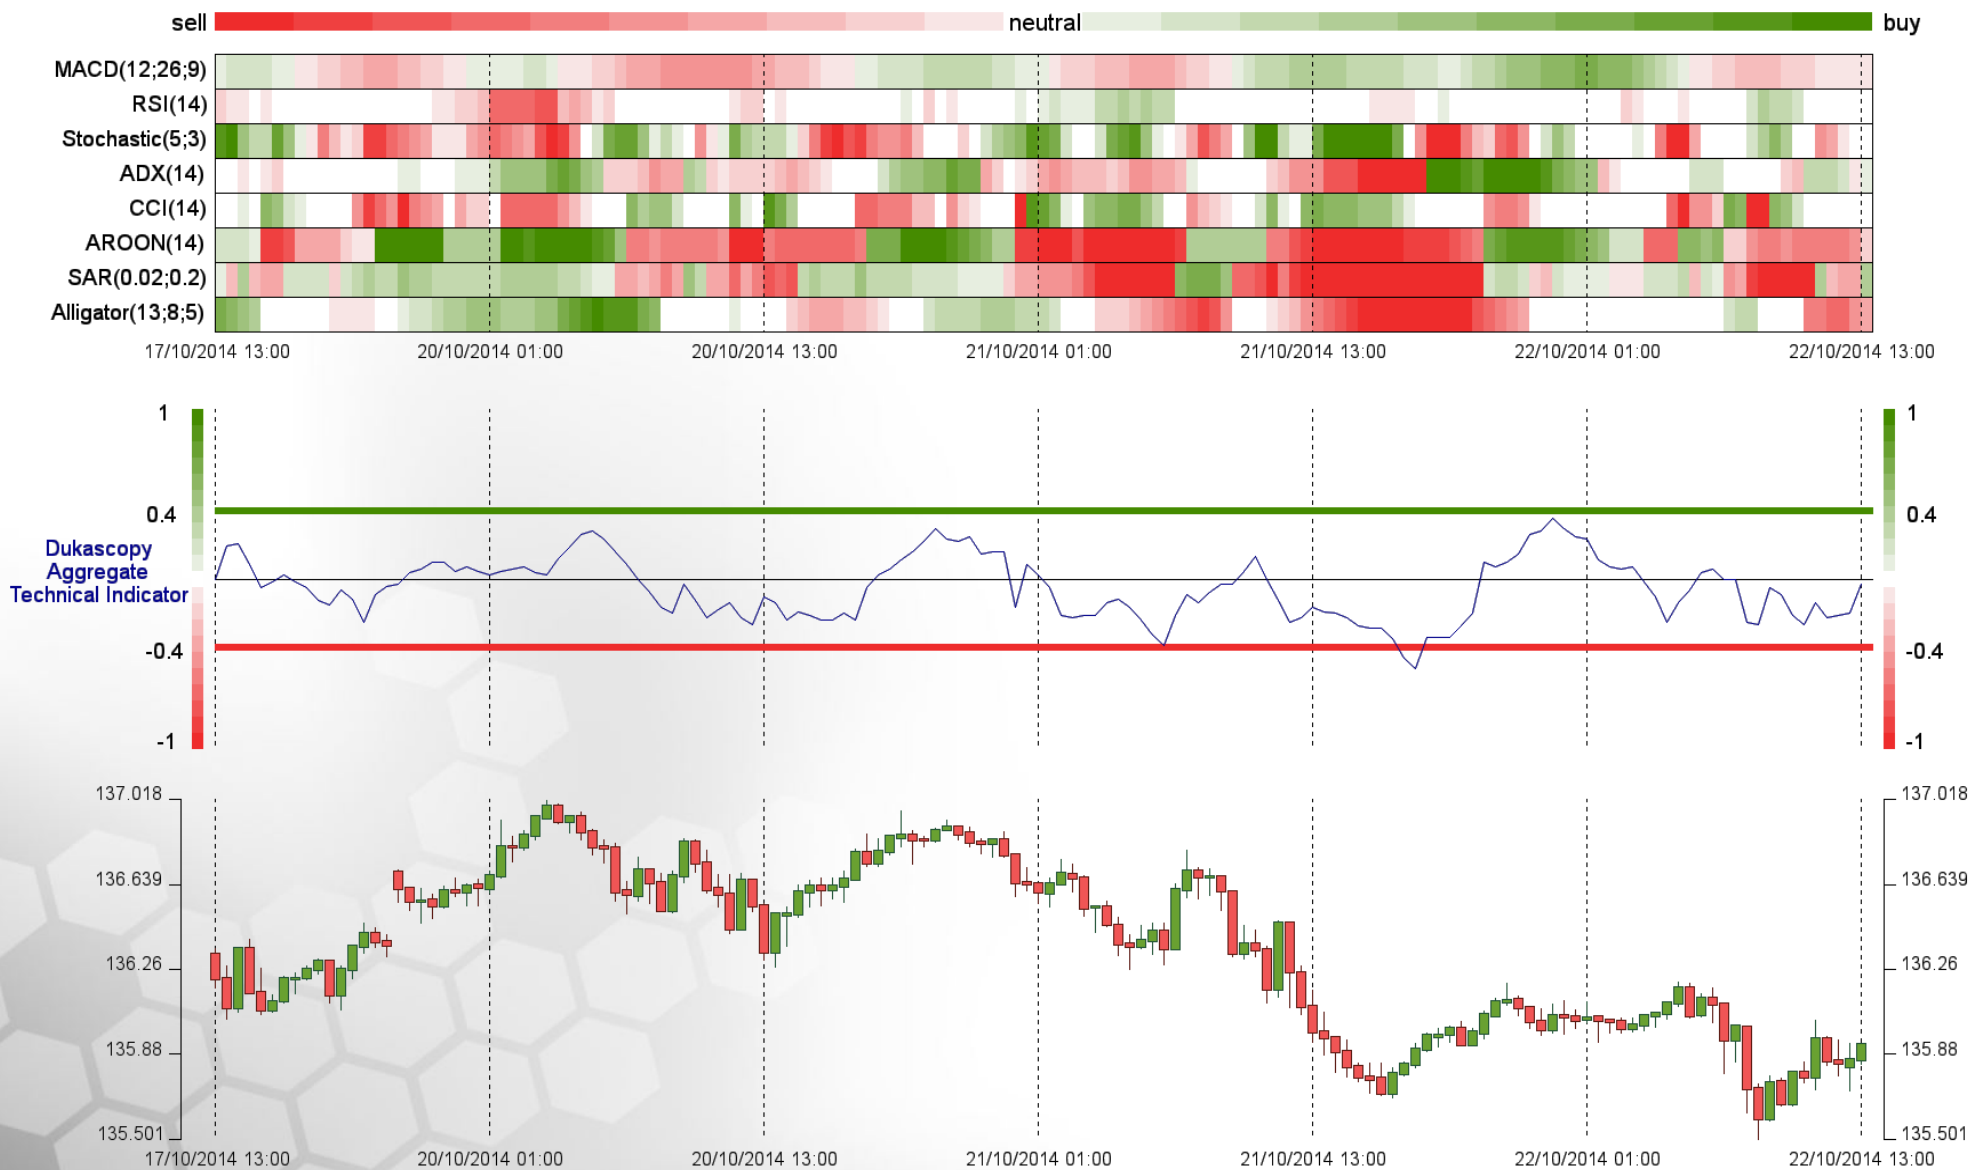 sell neutral buy
MACD(12;26;9)
RSI(14)
Stochastic(5;3)
ADX(14)
CCI(14)
AROON(14)
SAR(0.02;0.2)
Alligator(13;8;5)
17/10/2014 13:00 20/10/2014 01:00 20/10/2014 13:00 21/10/2014 01:00 21/10/2014 13:00 22/10/2014 01:00 22/10/2014 13:00
1 1
0.4 0.4
Dukascopy
Aggregate
Technical Indicator
-0.4 -0.4
-1 -1
137.018 137.018
136.639 136.639
136.26 136.26
135.88 135.88
135.501 135.501
17/10/2014 13:00 20/10/2014 01:00 20/10/2014 13:00 21/10/2014 01:00 21/10/2014 13:00 22/10/2014 01:00 22/10/2014 13:00